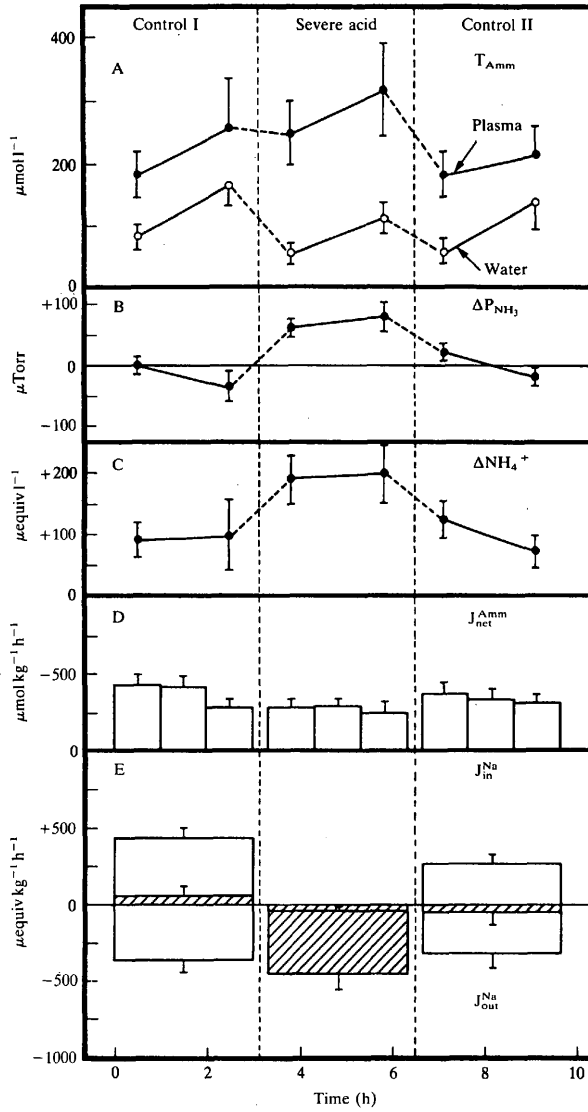 Control I Severe acid Control II
A T_Amm
450
200
0
μmol l⁻¹
Plasma
Water
B ΔP_NH₃
+100
0
−100
μTorr
C ΔNH₄⁺
+200
+100
0
μequiv l⁻¹
D J_net^Amm
−500
0
μmol kg⁻¹ h⁻¹
E J_in^Na
+500
0
−500
−1000
μequiv kg⁻¹ h⁻¹
J_out^Na
0 2 4 6 8 10
Time (h)